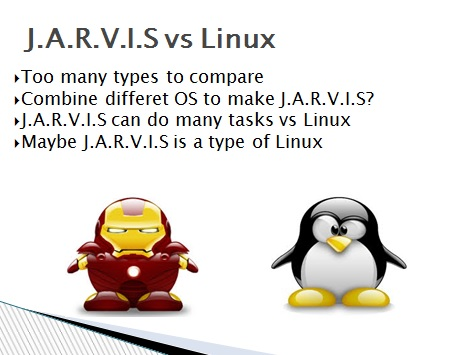 J.A.R.V.I.S vs Linux
Too many types to compare
Combine differet OS to make J.A.R.V.I.S?
J.A.R.V.I.S can do many tasks vs Linux
Maybe J.A.R.V.I.S is a type of Linux